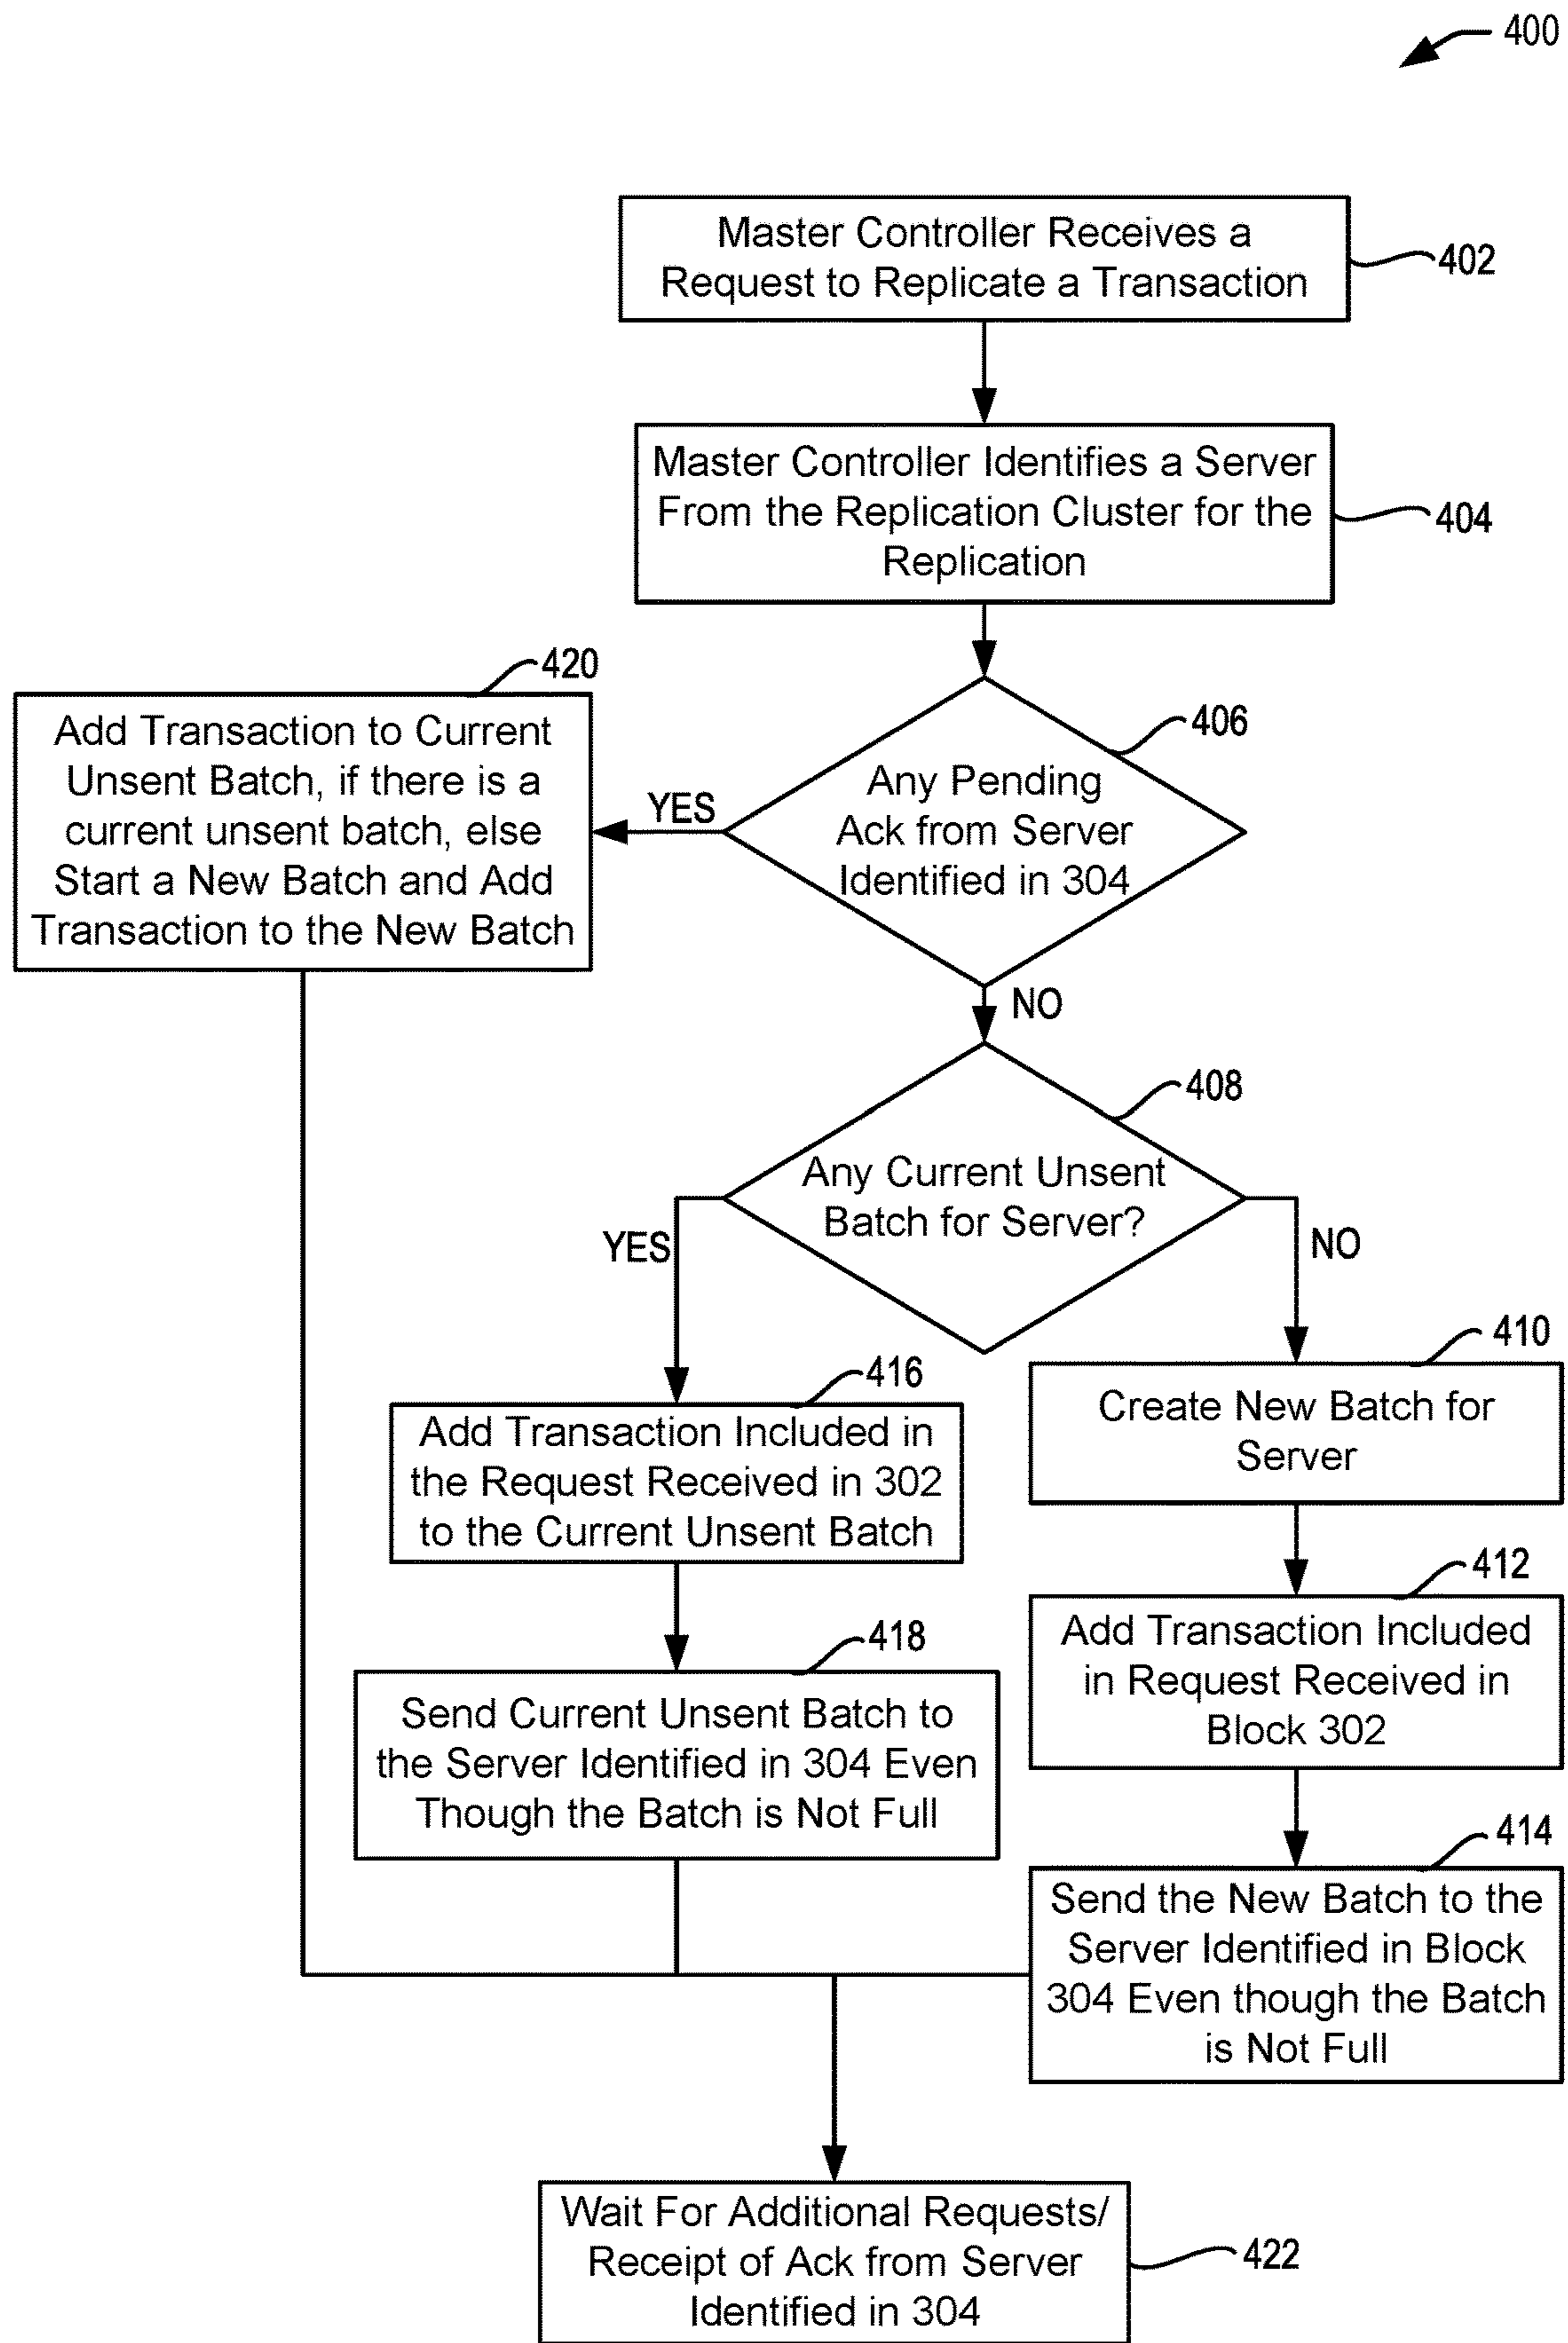 400
Master Controller Receives a
Request to Replicate a Transaction
402
Master Controller Identifies a Server
From the Replication Cluster for the
Replication
404
420
Add Transaction to Current
Unsent Batch, if there is a
current unsent batch, else
Start a New Batch and Add
Transaction to the New Batch
YES
406
Any Pending
Ack from Server
Identified in 304
NO
408
Any Current Unsent
Batch for Server?
YES
NO
416
Add Transaction Included in
the Request Received in 302
to the Current Unsent Batch
410
Create New Batch for
Server
412
Add Transaction Included
in Request Received in
Block 302
418
Send Current Unsent Batch to
the Server Identified in 304 Even
Though the Batch is Not Full
414
Send the New Batch to the
Server Identified in Block
304 Even though the Batch
is Not Full
Wait For Additional Requests/
Receipt of Ack from Server
Identified in 304
422